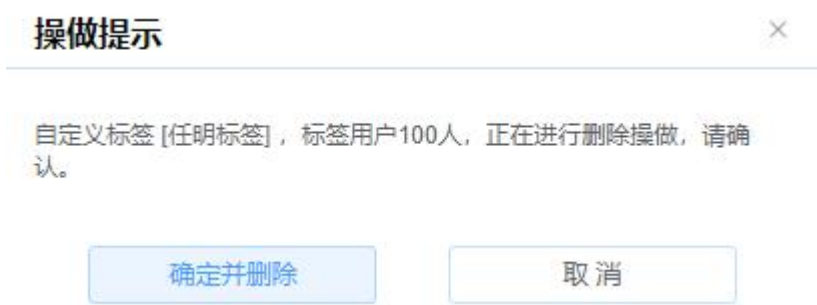 操做提示
自定义标签 [任明标签] ，标签用户100人，正在进行删除操做，请确
认。
确定并删除
取 消